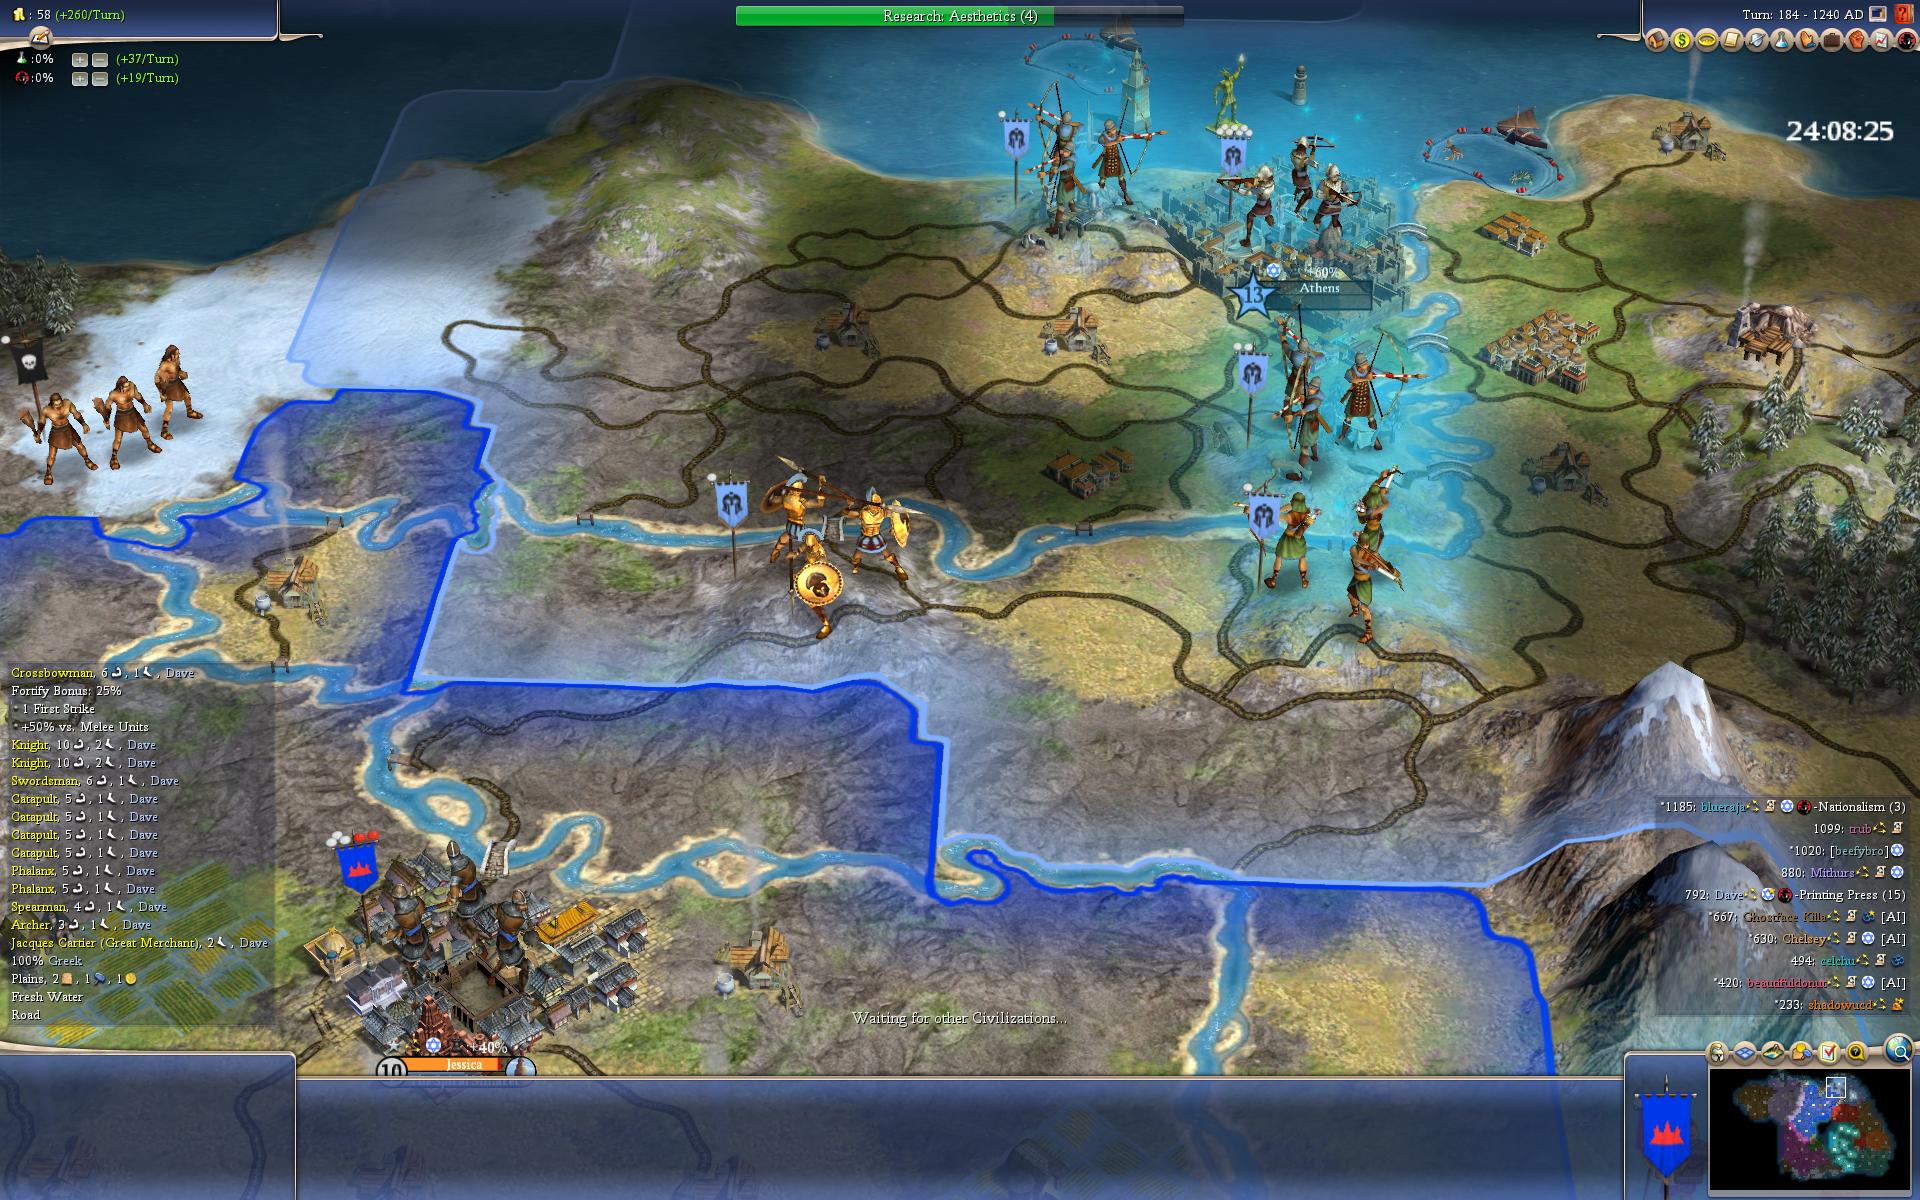 : 58 (+260/Turn)
Research: Aesthetics (4)
Turn: 184 - 1240 AD
:0% (+37/Turn)
:0% (+19/Turn)
24:08:25
+60%
13 Athens
Crossbowman, 6, 1, Dave
Fortify Bonus: 25%
* 1 First Strike
* +50% vs. Melee Units
Knight, 10, 2, Dave
Knight, 10, 2, Dave
Swordsman, 6, 1, Dave
Catapult, 5, 1, Dave
Catapult, 5, 1, Dave
Catapult, 5, 1, Dave
Catapult, 5, 1, Dave
Phalanx, 5, 1, Dave
Phalanx, 5, 1, Dave
Spearman, 4, 1, Dave
Archer, 3, 1, Dave
Jacques Cartier (Great Merchant), 2, Dave
100% Greek
Plains, 2, 1, 1
Fresh Water
Road
*1185: blueraja -Nationalism (3)
1099: trub
*1020: [beefybro]
880: Mithurs
792: Dave -Printing Press (15)
*667: Ghostface Killa [AI]
*630: Chelsey [AI]
494: celchu
*420: beautifuldonut [AI]
*233: shadowucd
Waiting for other Civilizations...
+40%
10 Jessica